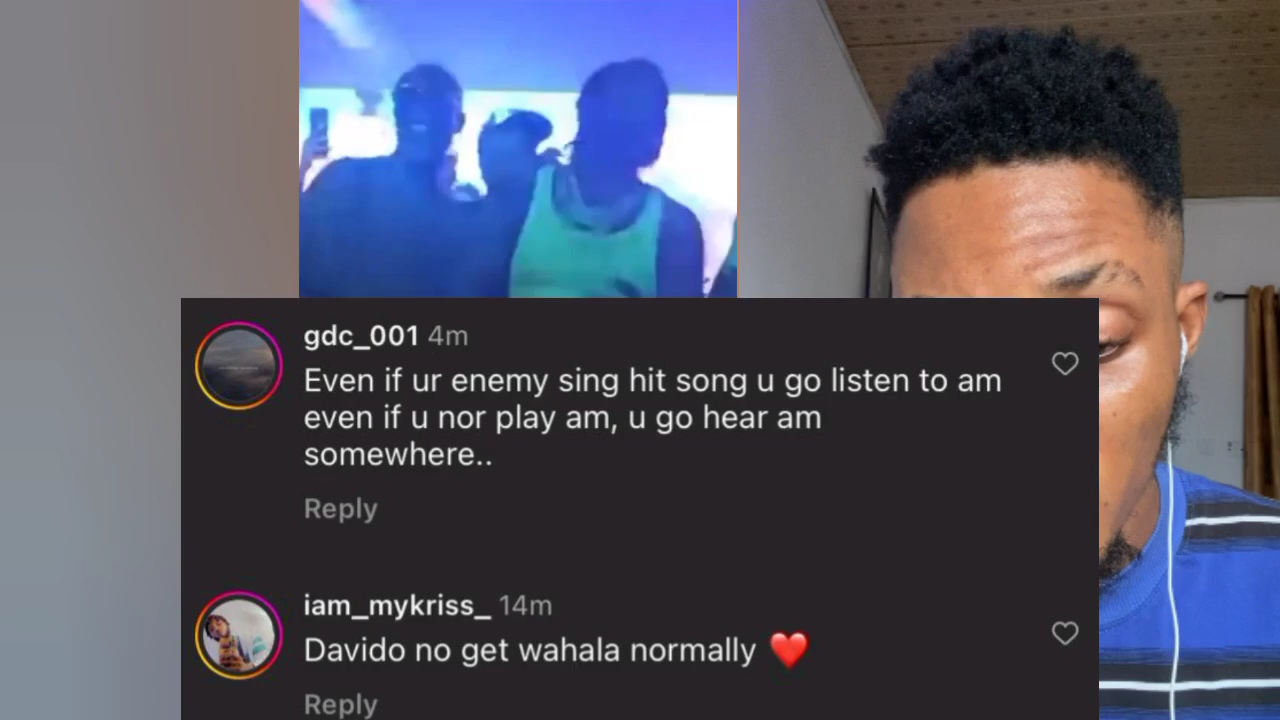 gdc_001 4m
Even if ur enemy sing hit song u go listen to am
even if u nor play am, u go hear am
somewhere..
Reply
iam_mykriss_ 14m
Davido no get wahala normally ❤️
Reply